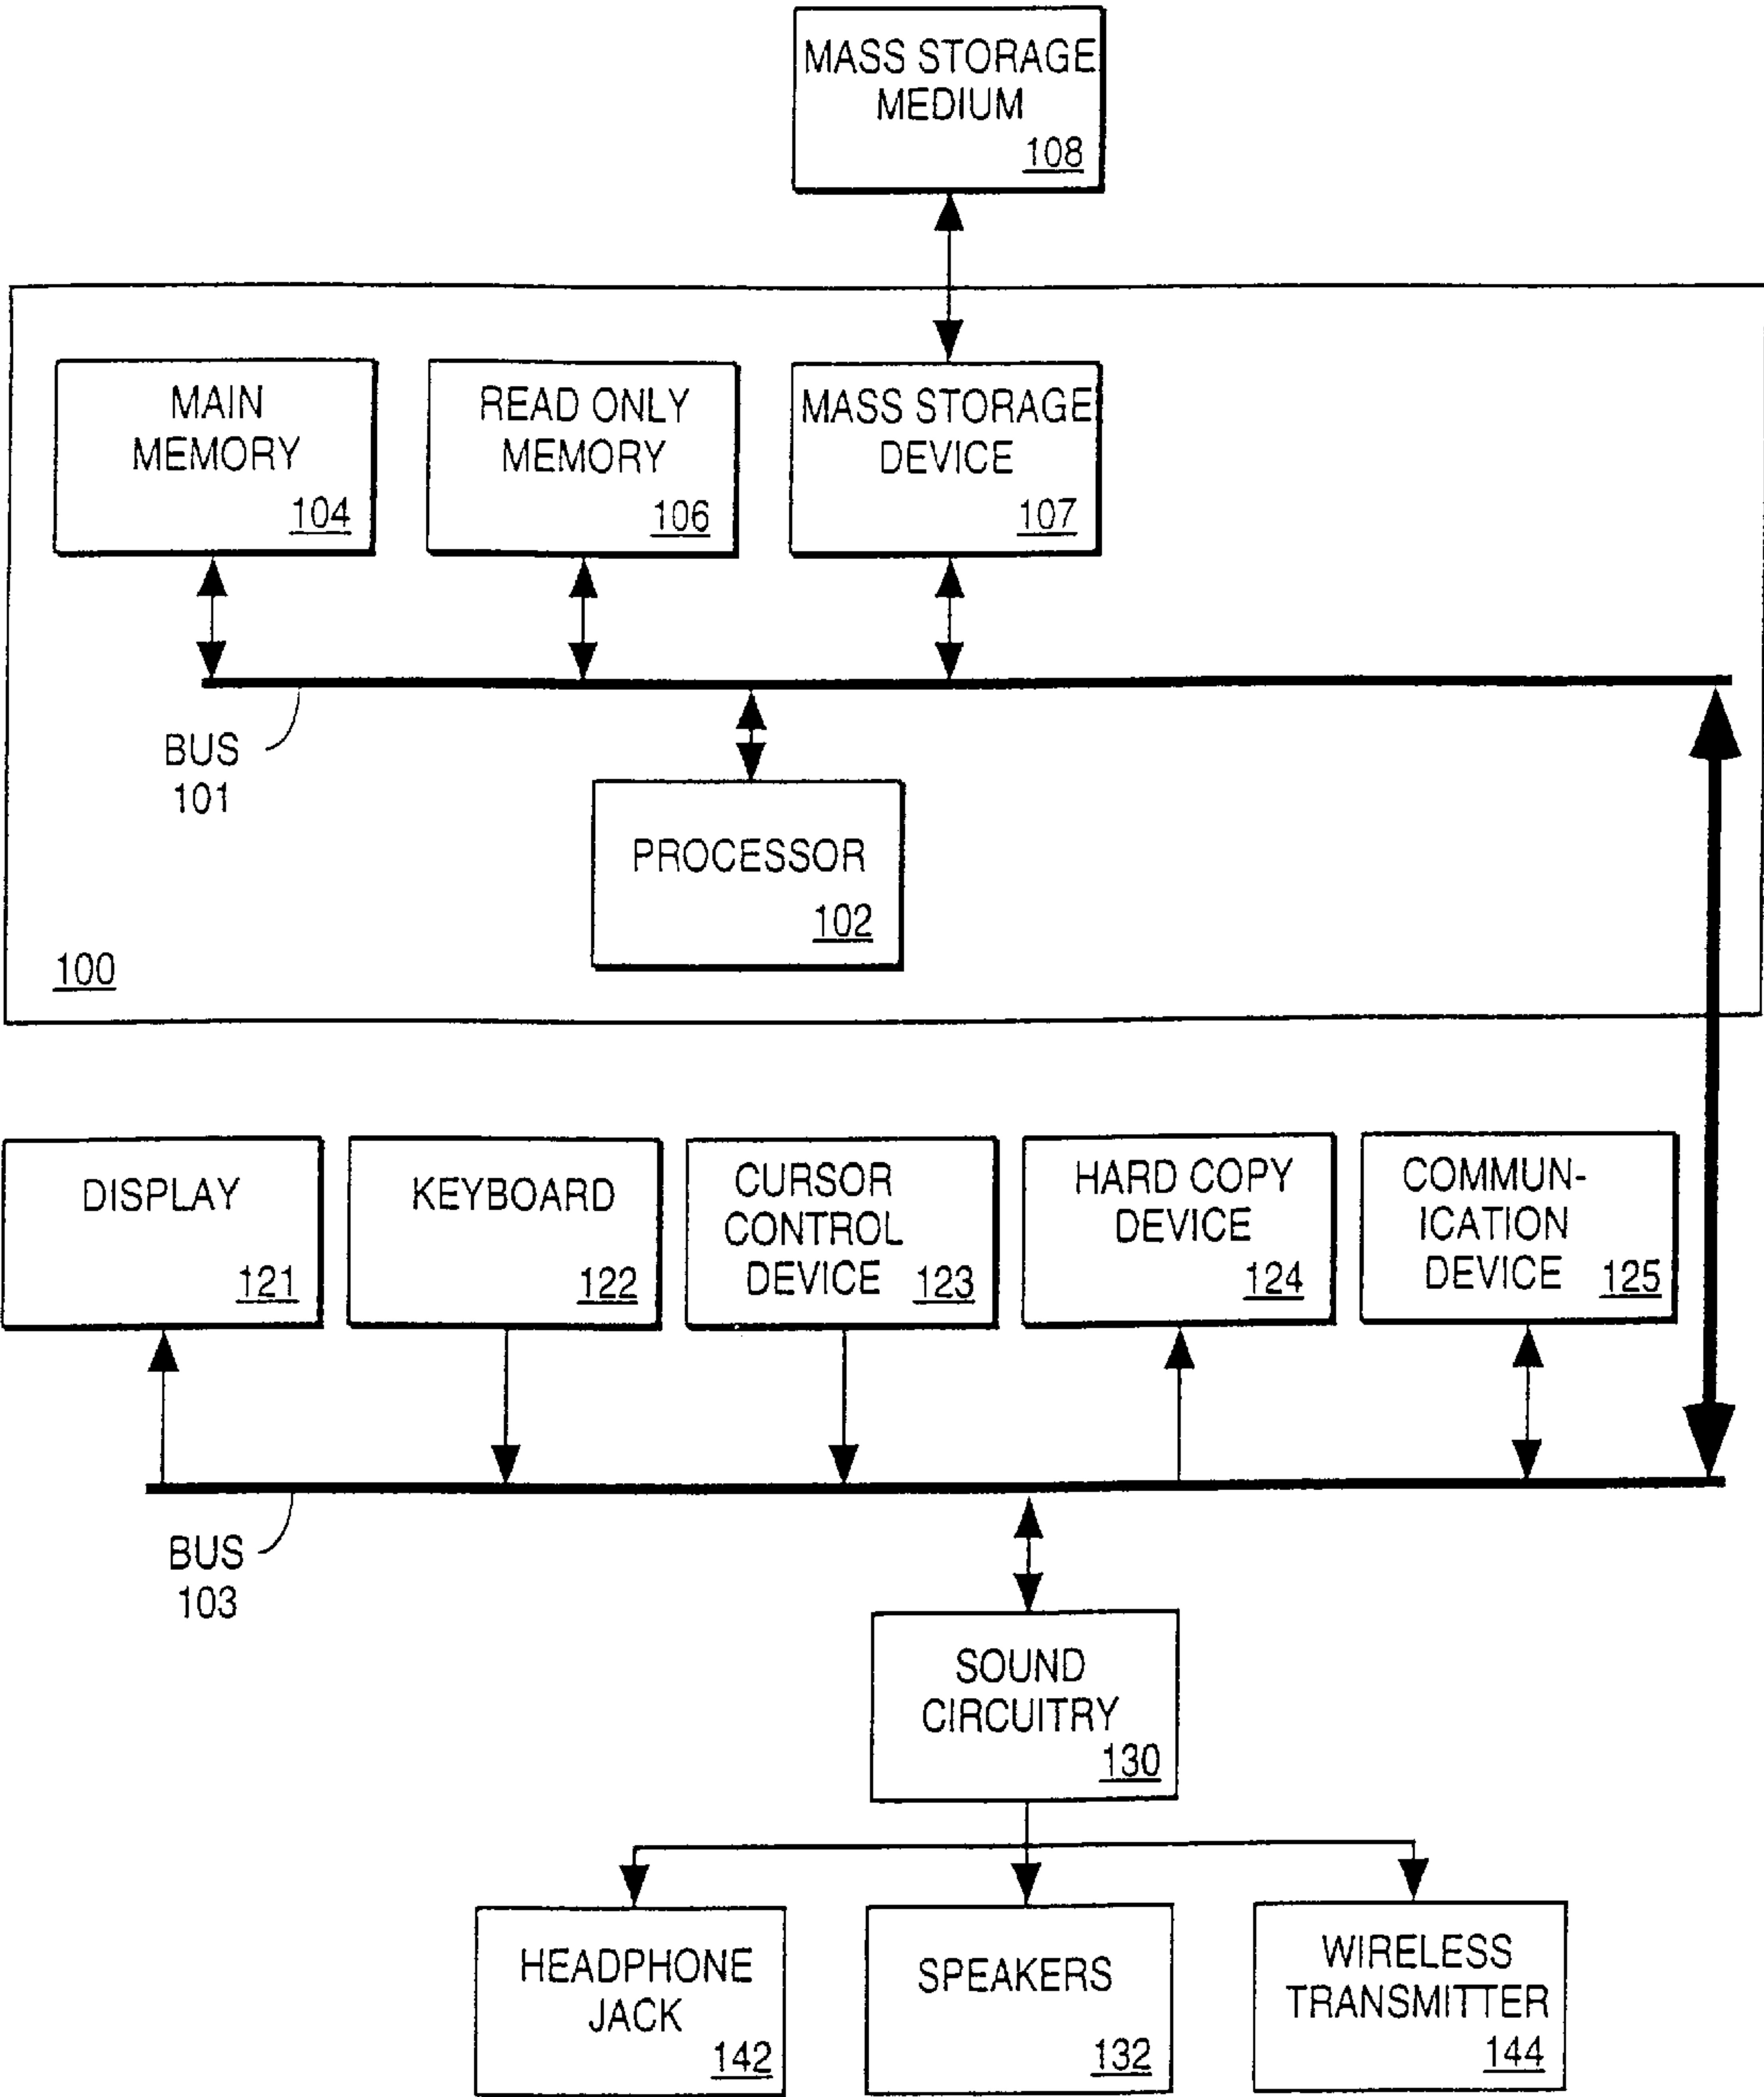 MASS STORAGE
MEDIUM
108
MAIN
MEMORY
104
READ ONLY
MEMORY
106
MASS STORAGE
DEVICE
107
BUS
101
PROCESSOR
102
100
DISPLAY
121
KEYBOARD
122
CURSOR
CONTROL
DEVICE 123
HARD COPY
DEVICE
124
COMMUN-
ICATION
DEVICE 125
BUS
103
SOUND
CIRCUITRY
130
HEADPHONE
JACK
142
SPEAKERS
132
WIRELESS
TRANSMITTER
144